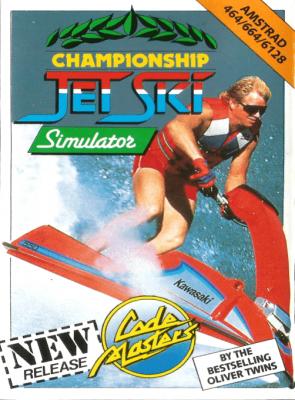 AMSTRAD
464/664/6128
CHAMPIONSHIP
JET SKI
Simulator
Kawasaki
Code
Masters
NEW
RELEASE
BY THE
BESTSELLING
OLIVER TWINS